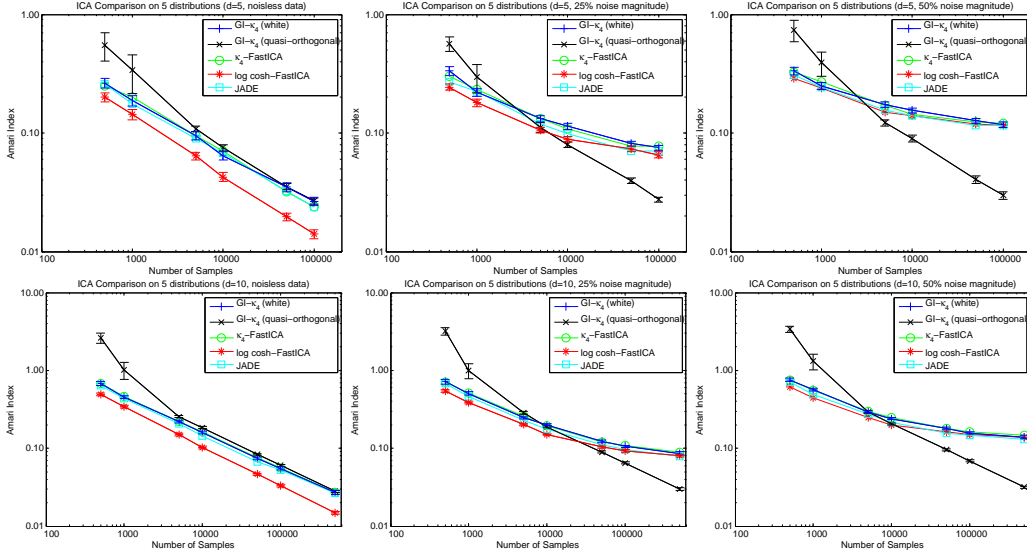 ICA Comparison on 5 distributions (d=5, noisless data)
1.00
0.10
0.01
Amari Index
100
1000
10000
100000
Number of Samples
GI−κ4 (white)
GI−κ4 (quasi−orthogonal)
κ4−FastICA
log cosh−FastICA
JADE
ICA Comparison on 5 distributions (d=5, 25% noise magnitude)
1.00
0.10
0.01
Amari Index
100
1000
10000
100000
Number of Samples
GI−κ4 (white)
GI−κ4 (quasi−orthogonal)
κ4−FastICA
log cosh−FastICA
JADE
ICA Comparison on 5 distributions (d=5, 50% noise magnitude)
1.00
0.10
0.01
Amari Index
100
1000
10000
100000
Number of Samples
GI−κ4 (white)
GI−κ4 (quasi−orthogonal)
κ4−FastICA
log cosh−FastICA
JADE
ICA Comparison on 5 distributions (d=10, noisless data)
10.00
1.00
0.10
0.01
Amari Index
100
1000
10000
100000
Number of Samples
GI−κ4 (white)
GI−κ4 (quasi−orthogonal)
κ4−FastICA
log cosh−FastICA
JADE
ICA Comparison on 5 distributions (d=10, 25% noise magnitude)
10.00
1.00
0.10
0.01
Amari Index
100
1000
10000
100000
Number of Samples
GI−κ4 (white)
GI−κ4 (quasi−orthogonal)
κ4−FastICA
log cosh−FastICA
JADE
ICA Comparison on 5 distributions (d=10, 50% noise magnitude)
10.00
1.00
0.10
0.01
Amari Index
100
1000
10000
100000
Number of Samples
GI−κ4 (white)
GI−κ4 (quasi−orthogonal)
κ4−FastICA
log cosh−FastICA
JADE